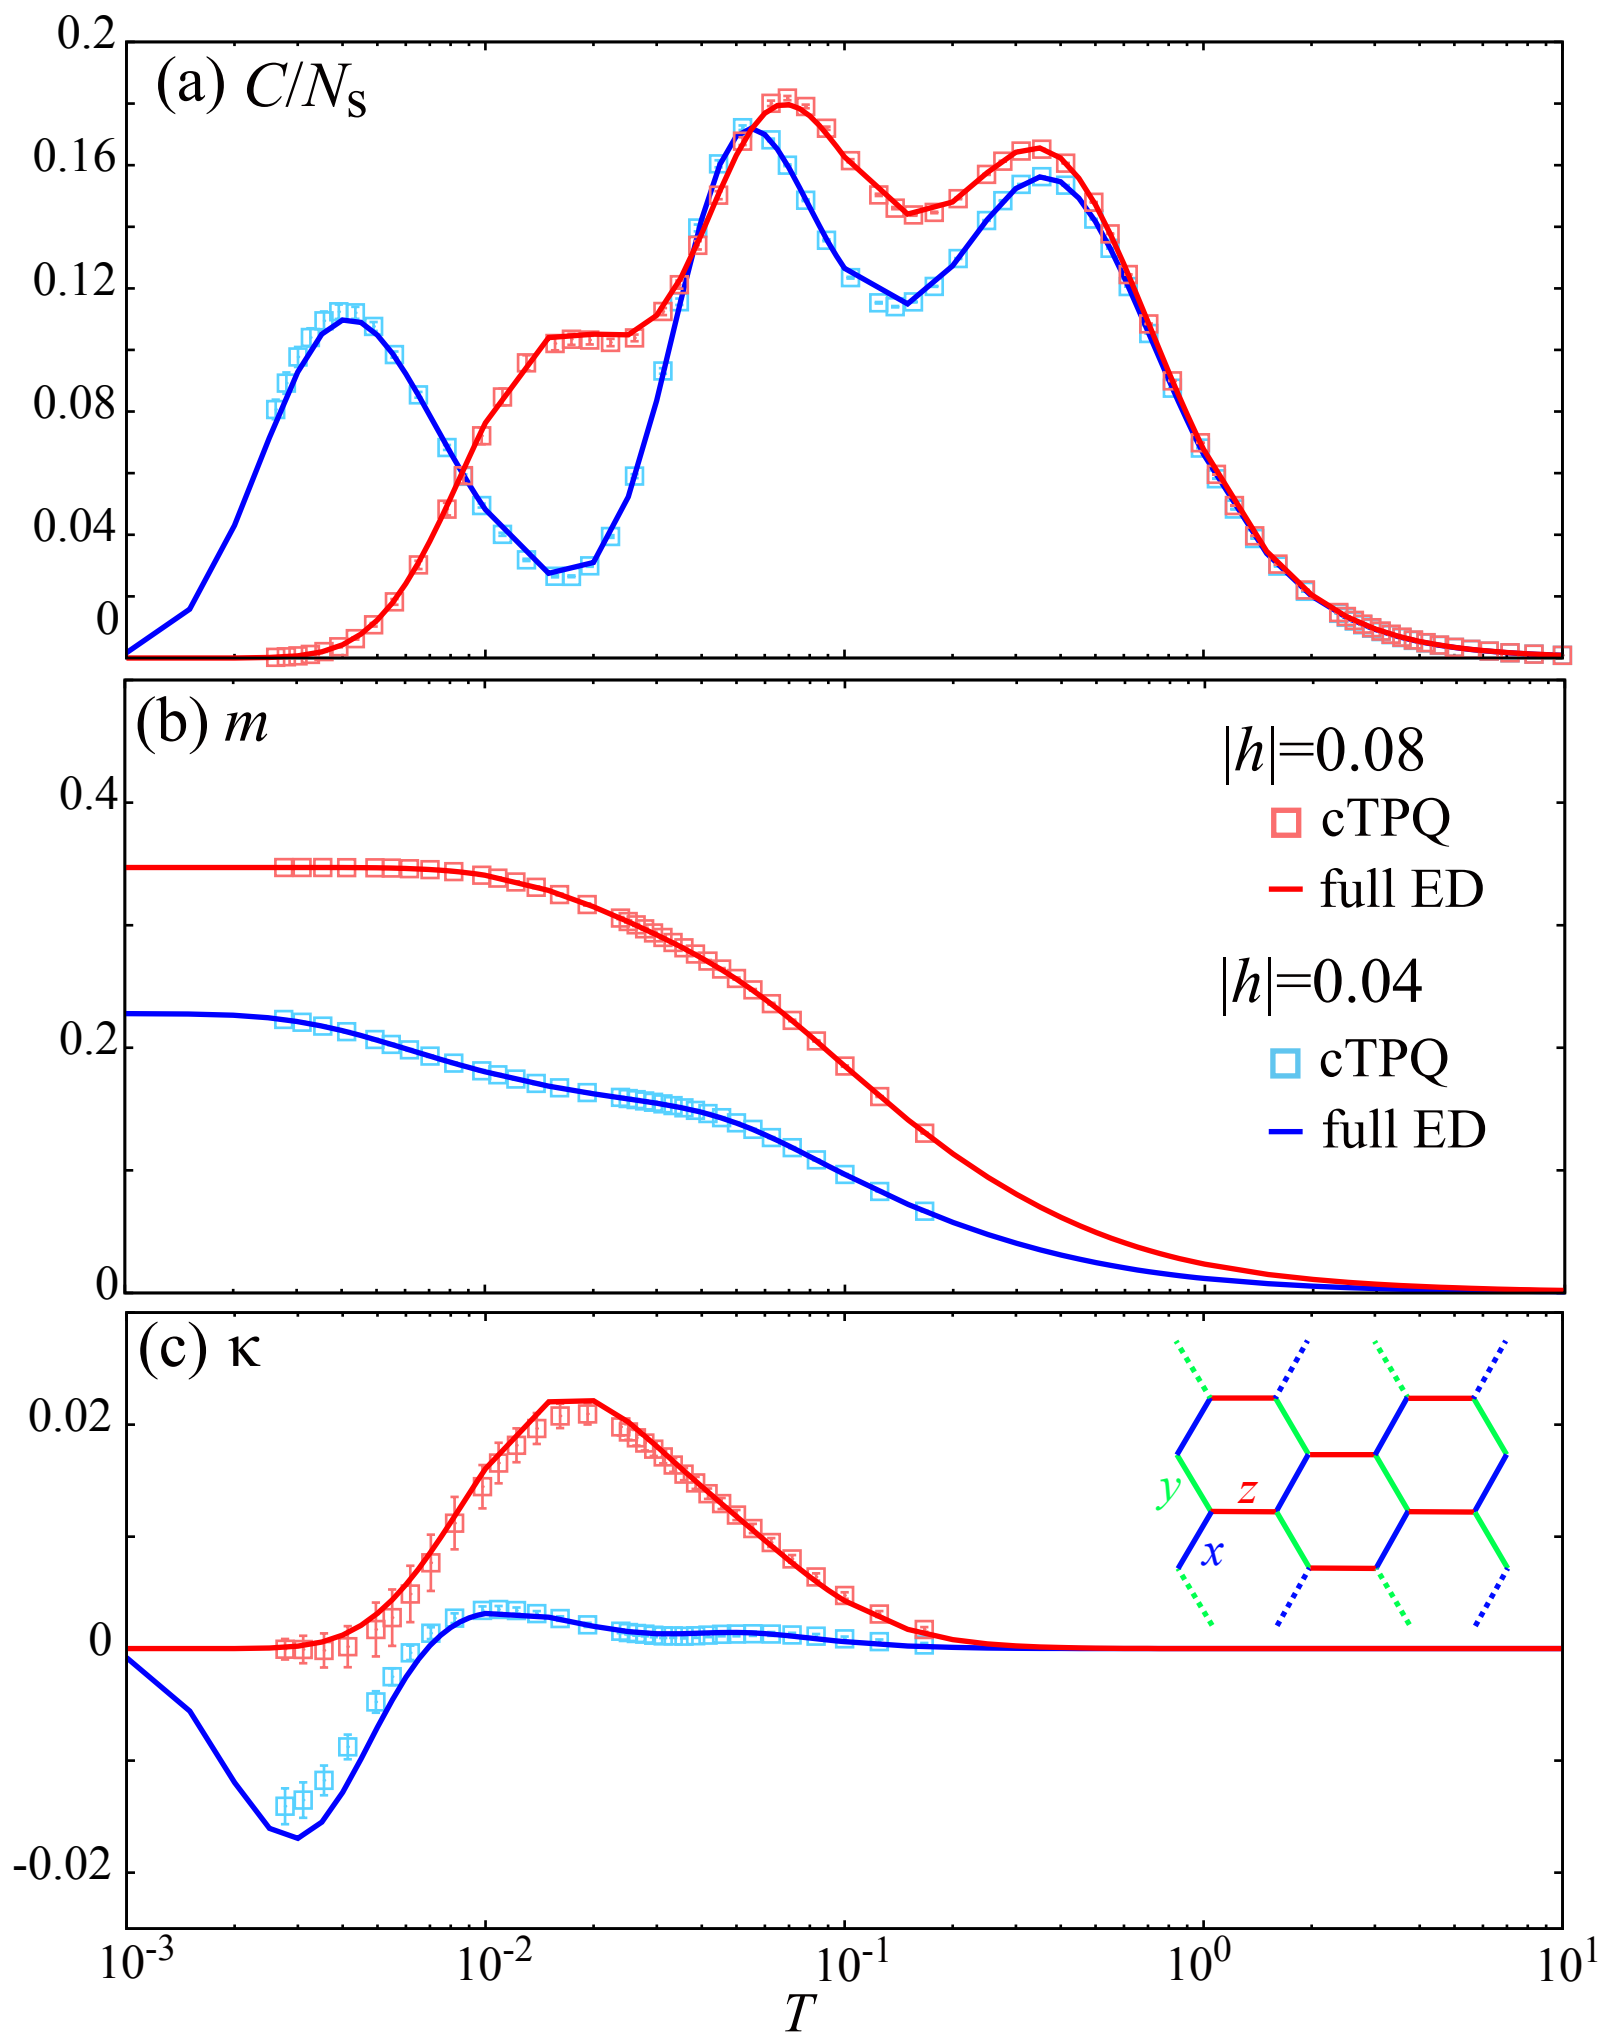 (a) C/Ns
0.2
0.16
0.12
0.08
0.04
0
(b) m
0.4
0.2
0
|h|=0.08
cTPQ
full ED
|h|=0.04
cTPQ
full ED
(c) κ
0.02
0
-0.02
y
z
x
10-3 10-2 10-1 100 101
T